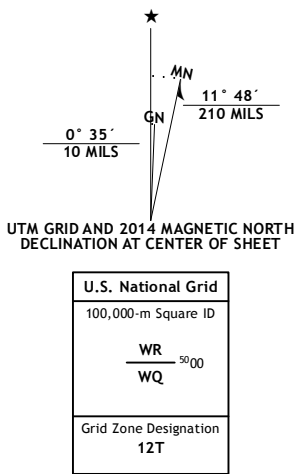 ★
MN
GN
11° 48´
210 MILS
0° 35´
10 MILS
UTM GRID AND 2014 MAGNETIC NORTH
DECLINATION AT CENTER OF SHEET
U.S. National Grid
100,000-m Square ID
WR
5000
WQ
Grid Zone Designation
12T